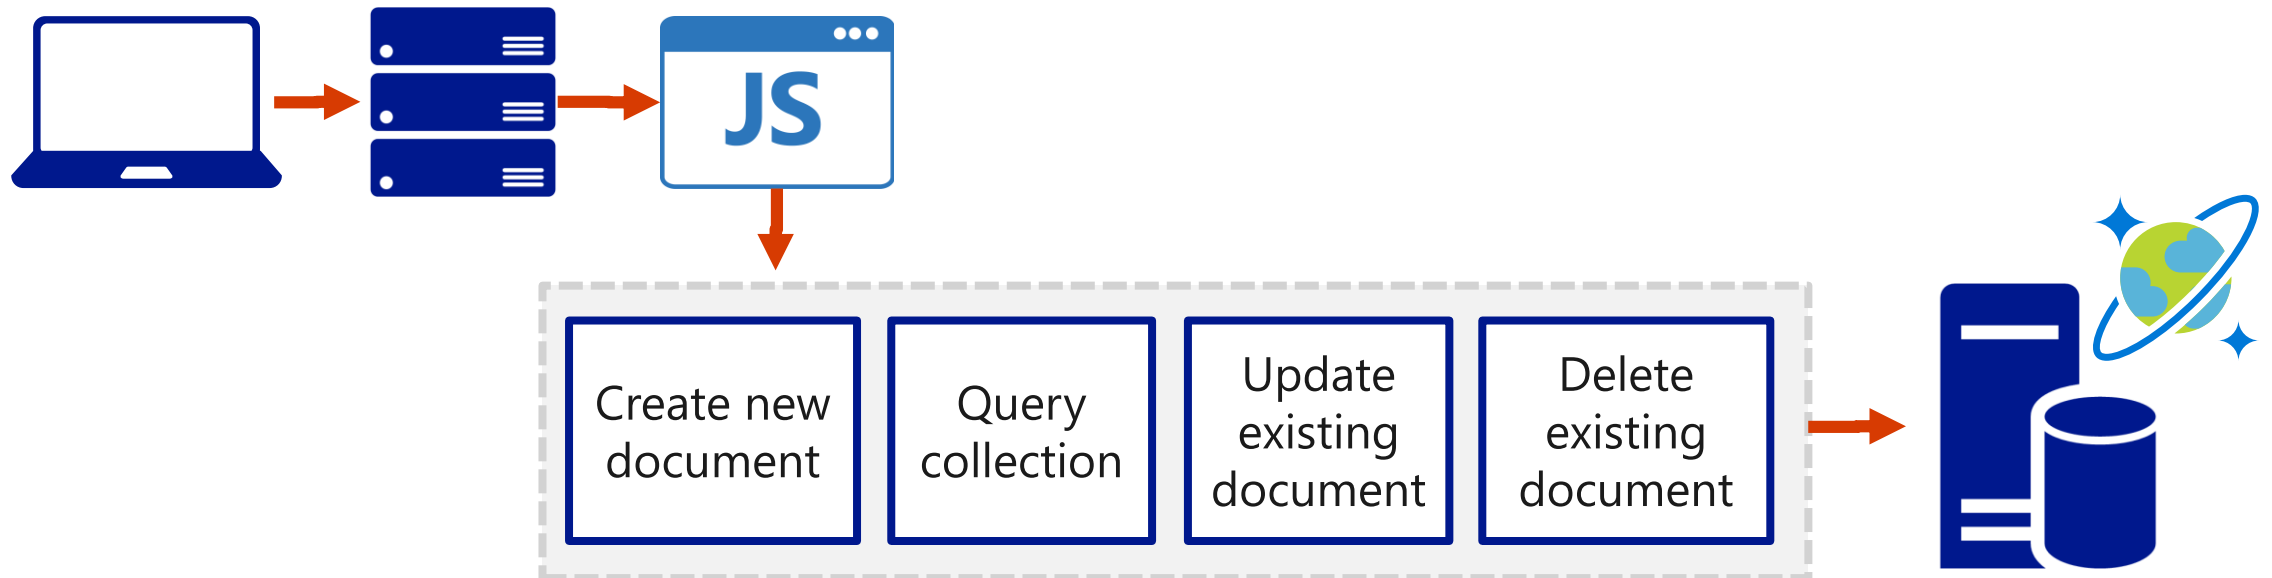 JS
Create new
document
Query
collection
Update
existing
document
Delete
existing
document